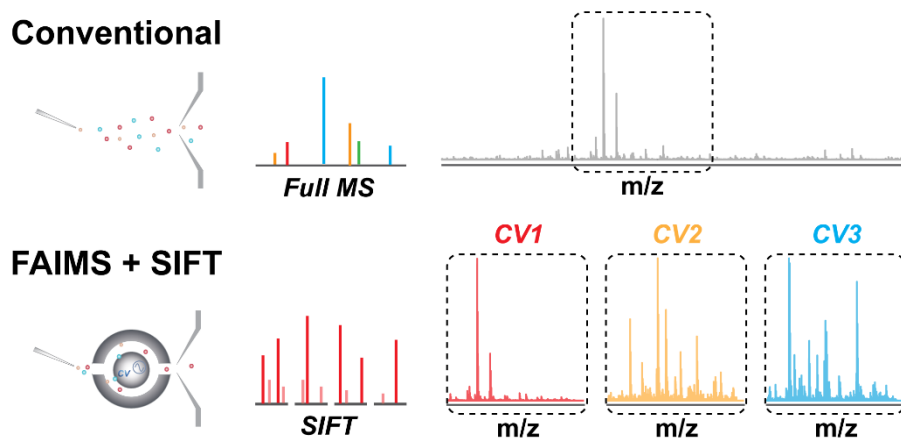 Conventional
Full MS
m/z
FAIMS + SIFT
CV
SIFT
CV1
CV2
CV3
m/z
m/z
m/z